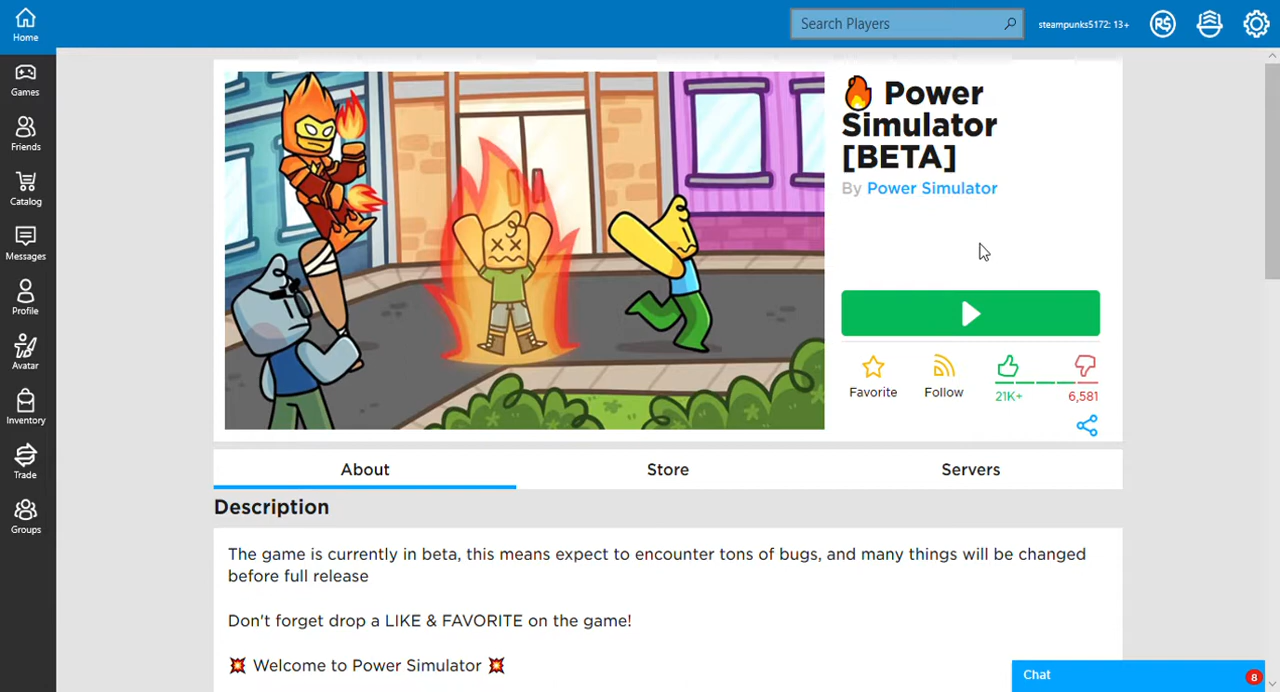 Home
Search Players
steampunks5172: 13+
Games
Friends
Catalog
Messages
Profile
Avatar
Inventory
Trade
Groups
🔥 Power
Simulator
[BETA]
By Power Simulator
Favorite
Follow
21K+
6,581
About
Store
Servers
Description
The game is currently in beta, this means expect to encounter tons of bugs, and many things will be changed
before full release
Don't forget drop a LIKE & FAVORITE on the game!
💥 Welcome to Power Simulator 💥
Chat
8